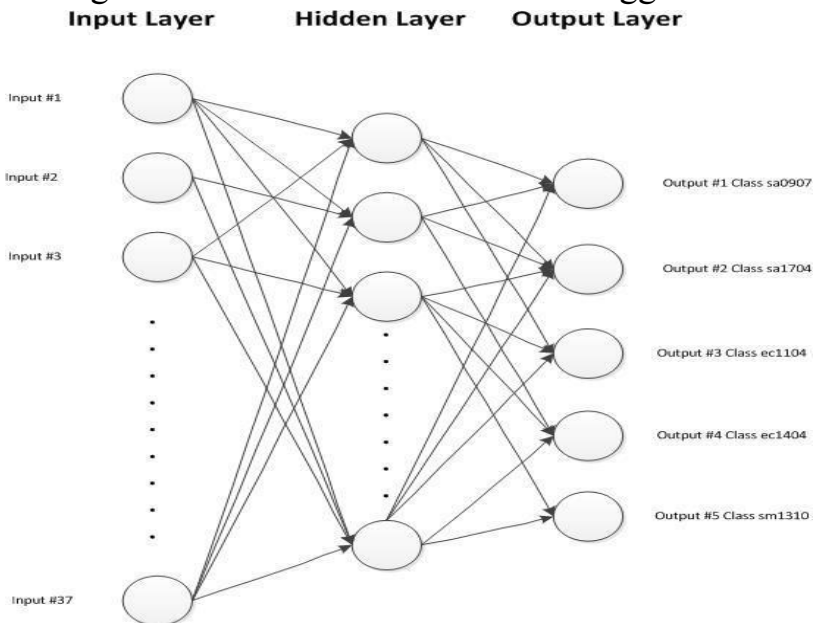 Input Layer Hidden Layer Output Layer
Input #1
Input #2
Input #3
Input #37
Output #1 Class sa0907
Output #2 Class sa1704
Output #3 Class ec1104
Output #4 Class ec1404
Output #5 Class sm1310